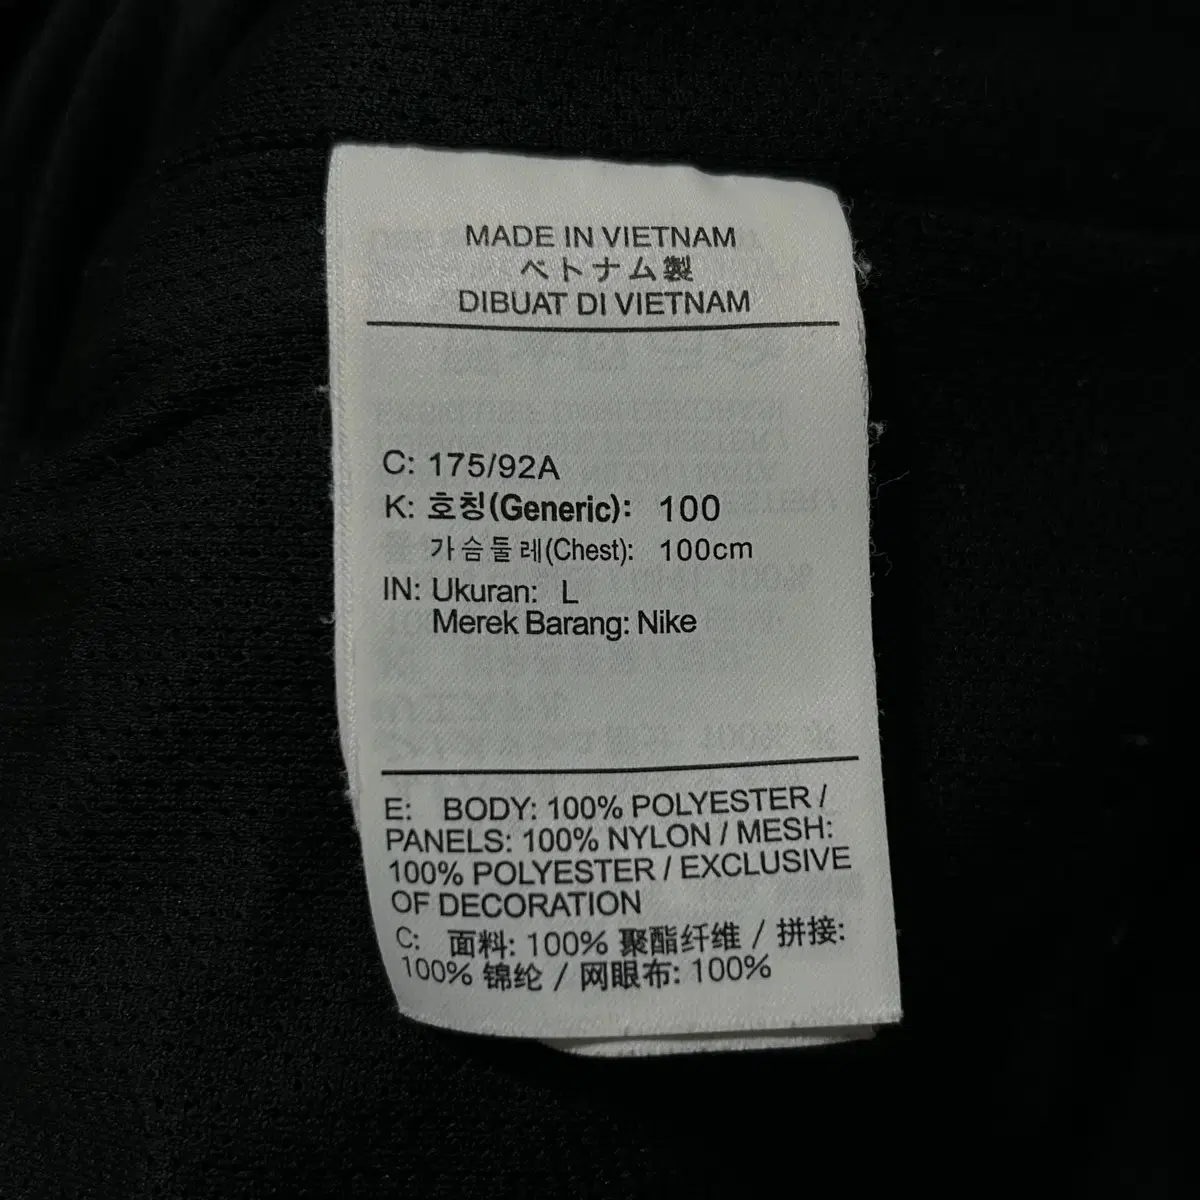 MADE IN VIETNAM
ベトナム製
DIBUAT DI VIETNAM
C: 175/92A
K: 호칭(Generic): 100
가슴둘레(Chest): 100cm
IN: Ukuran: L
Merek Barang: Nike
E: BODY: 100% POLYESTER /
PANELS: 100% NYLON / MESH:
100% POLYESTER / EXCLUSIVE
OF DECORATION
C: 面料: 100% 聚酯纤维 / 拼接:
100% 锦纶 / 网眼布: 100%